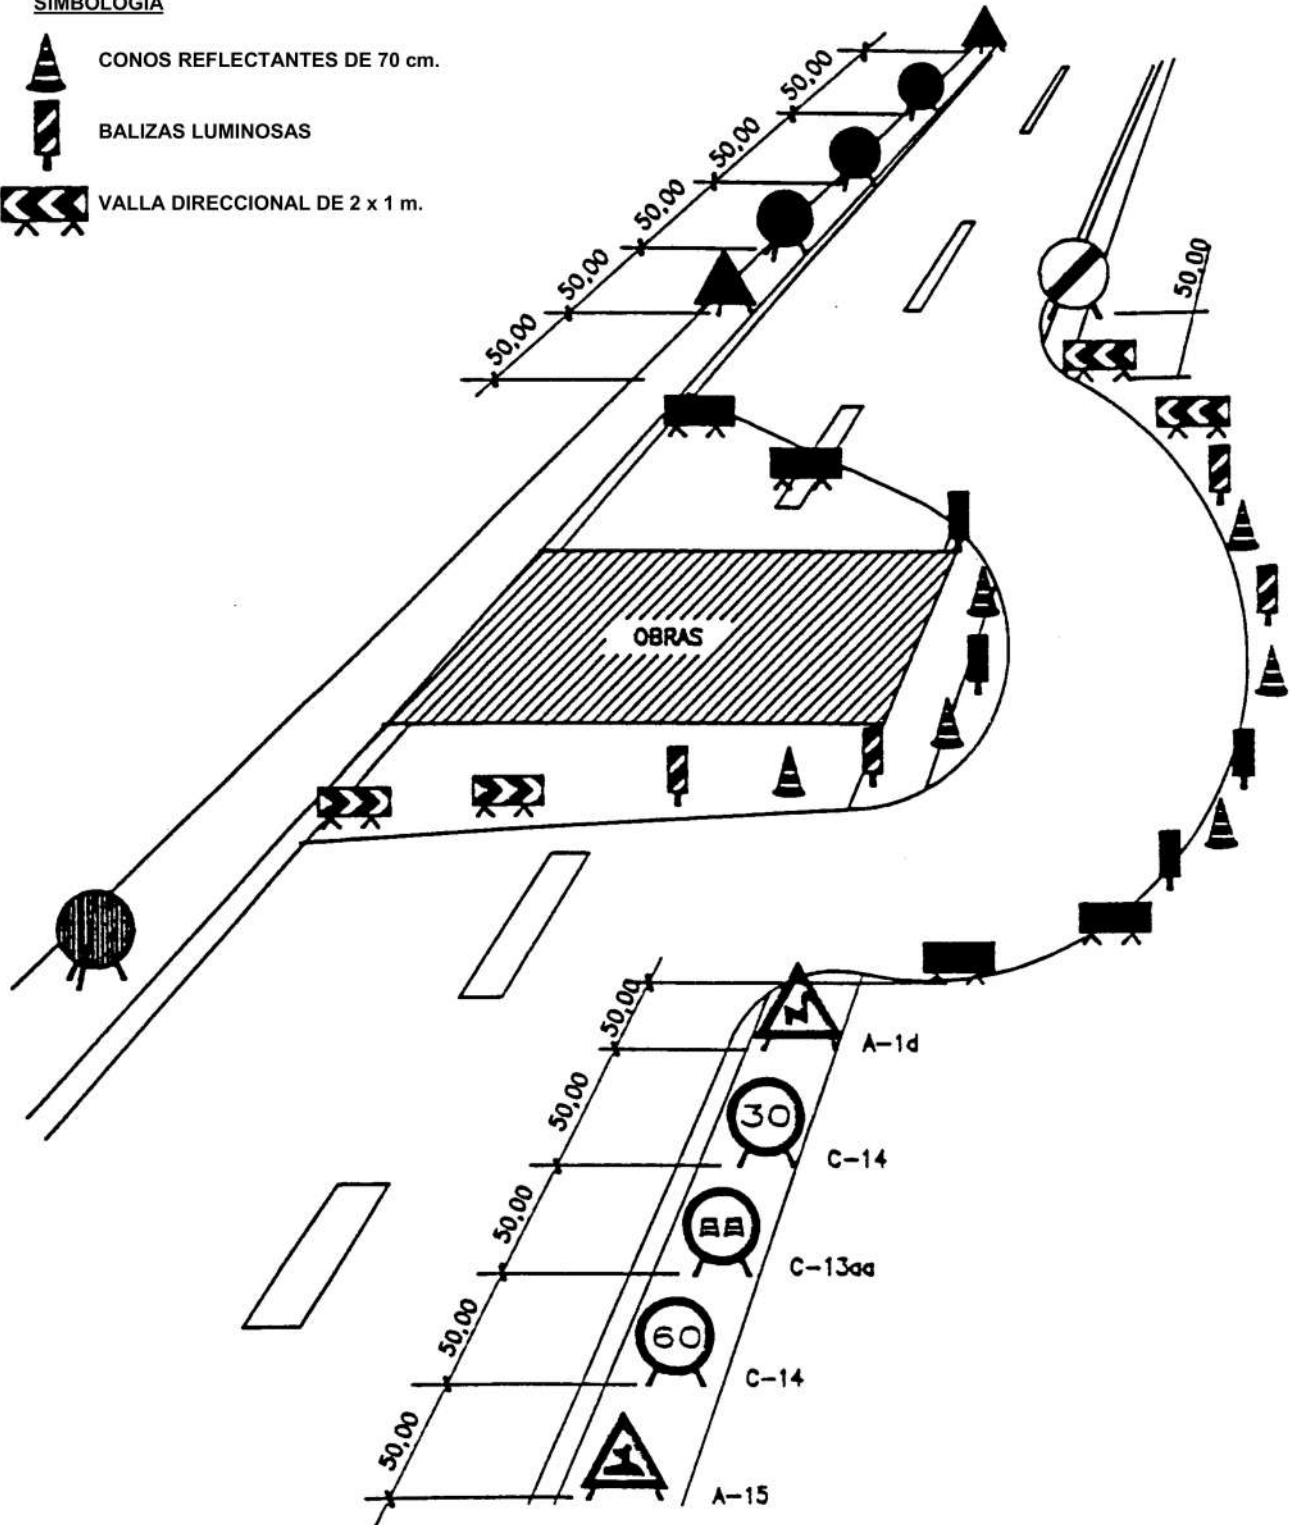 SIMBOLOGIA
CONOS REFLECTANTES DE 70 cm.
BALIZAS LUMINOSAS
VALLA DIRECCIONAL DE 2 x 1 m.
50,00
50,00
50,00
50,00
50,00
50,00
OBRAS
50,00
A-1d
50,00
30
C-14
50,00
C-13aa
50,00
60
C-14
50,00
A-15